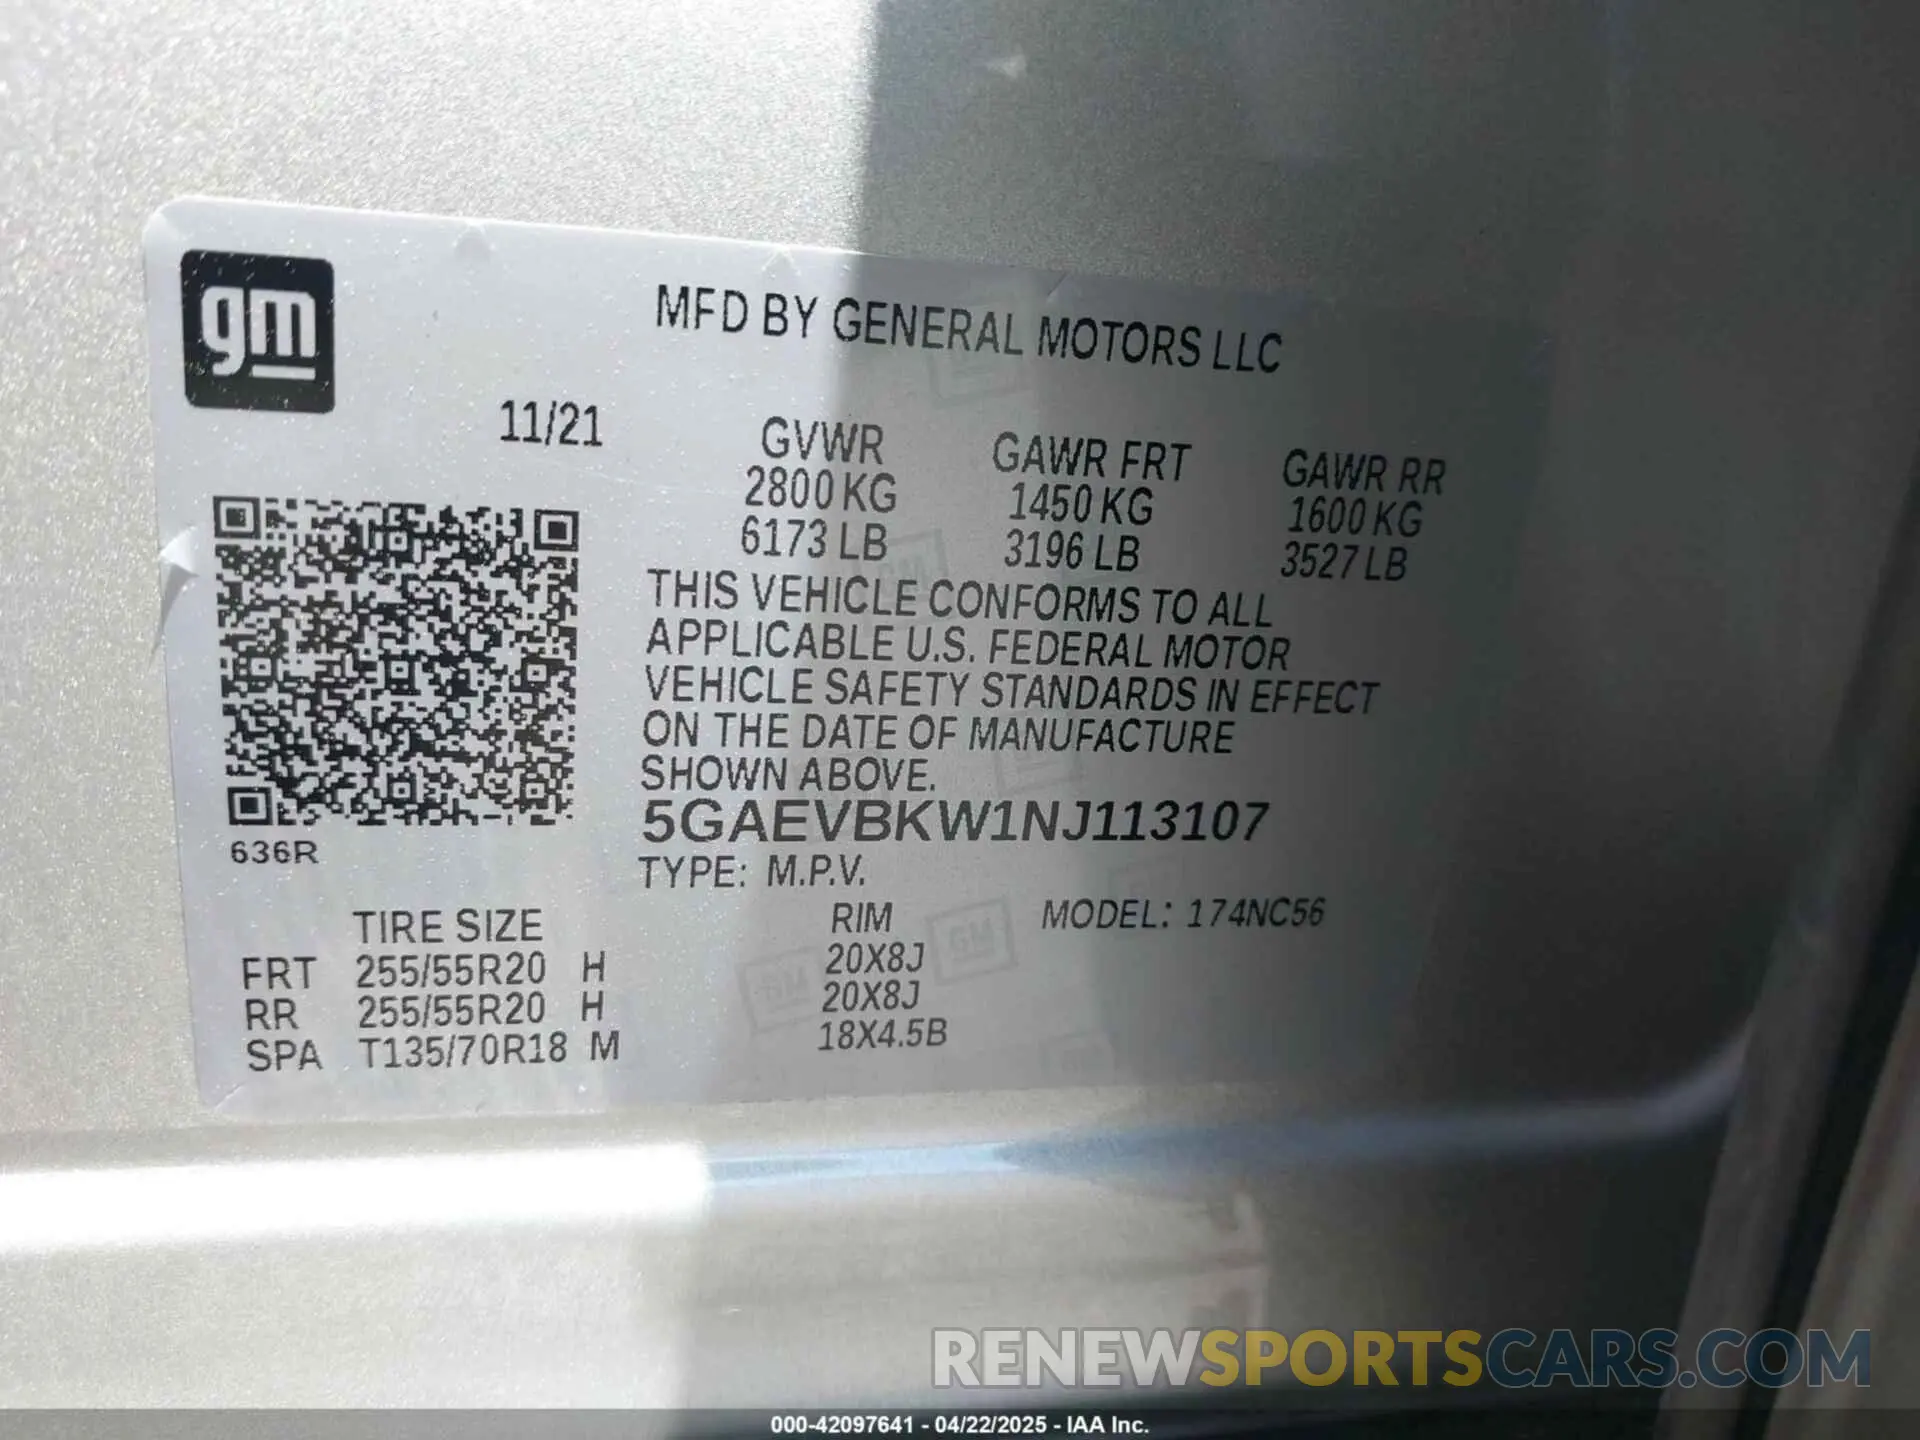 gm
MFD BY GENERAL MOTORS LLC
11/21
GVWR GAWR FRT GAWR RR
2800 KG 1450 KG 1600 KG
6173 LB 3196 LB 3527 LB
THIS VEHICLE CONFORMS TO ALL
APPLICABLE U.S. FEDERAL MOTOR
VEHICLE SAFETY STANDARDS IN EFFECT
ON THE DATE OF MANUFACTURE
SHOWN ABOVE.
5GAEVBKW1NJ113107
636R
TYPE: M.P.V.
TIRE SIZE RIM MODEL: 174NC56
FRT 255/55R20 H 20X8J
RR 255/55R20 H 20X8J
SPA T135/70R18 M 18X4.5B
GM
GM
GM
RENEWSPORTSCARS.COM
000-42097641 - 04/22/2025 - IAA Inc.